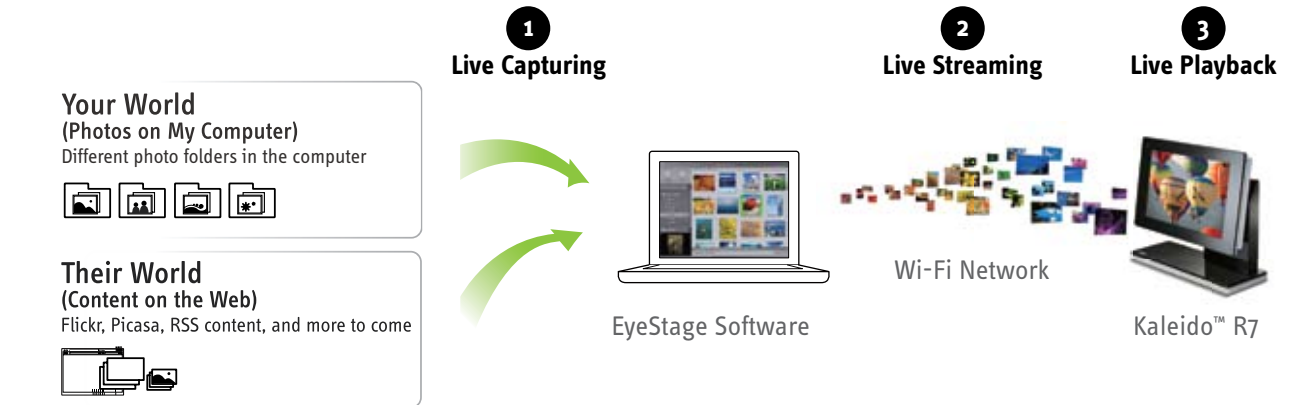 1
Live Capturing
2
Live Streaming
3
Live Playback
Your World
(Photos on My Computer)
Different photo folders in the computer
Their World
(Content on the Web)
Flickr, Picasa, RSS content, and more to come
EyeStage Software
Wi-Fi Network
Kaleido™ R7